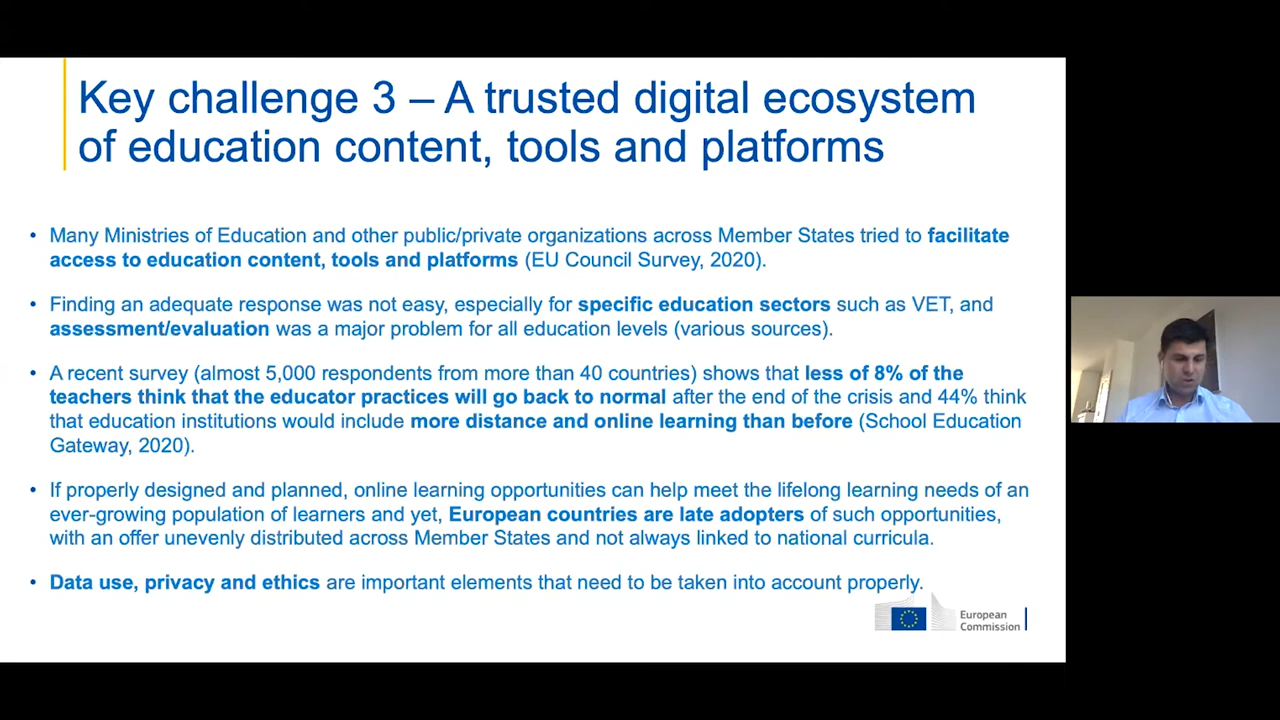 Key challenge 3 – A trusted digital ecosystem
of education content, tools and platforms
• Many Ministries of Education and other public/private organizations across Member States tried to facilitate
access to education content, tools and platforms (EU Council Survey, 2020).
• Finding an adequate response was not easy, especially for specific education sectors such as VET, and
assessment/evaluation was a major problem for all education levels (various sources).
• A recent survey (almost 5,000 respondents from more than 40 countries) shows that less of 8% of the
teachers think that the educator practices will go back to normal after the end of the crisis and 44% think
that education institutions would include more distance and online learning than before (School Education
Gateway, 2020).
• If properly designed and planned, online learning opportunities can help meet the lifelong learning needs of an
ever-growing population of learners and yet, European countries are late adopters of such opportunities,
with an offer unevenly distributed across Member States and not always linked to national curricula.
• Data use, privacy and ethics are important elements that need to be taken into account properly.
European
Commission